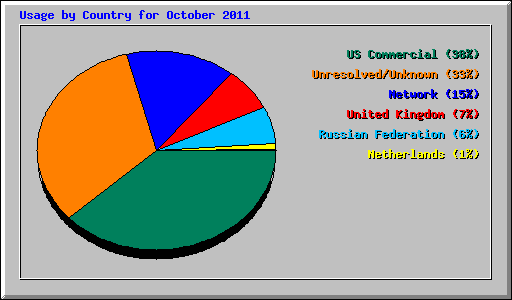 Usage by Country for October 2011
US Commercial (38%)
Unresolved/Unknown (33%)
Network (15%)
United Kingdom (7%)
Russian Federation (6%)
Netherlands (1%)